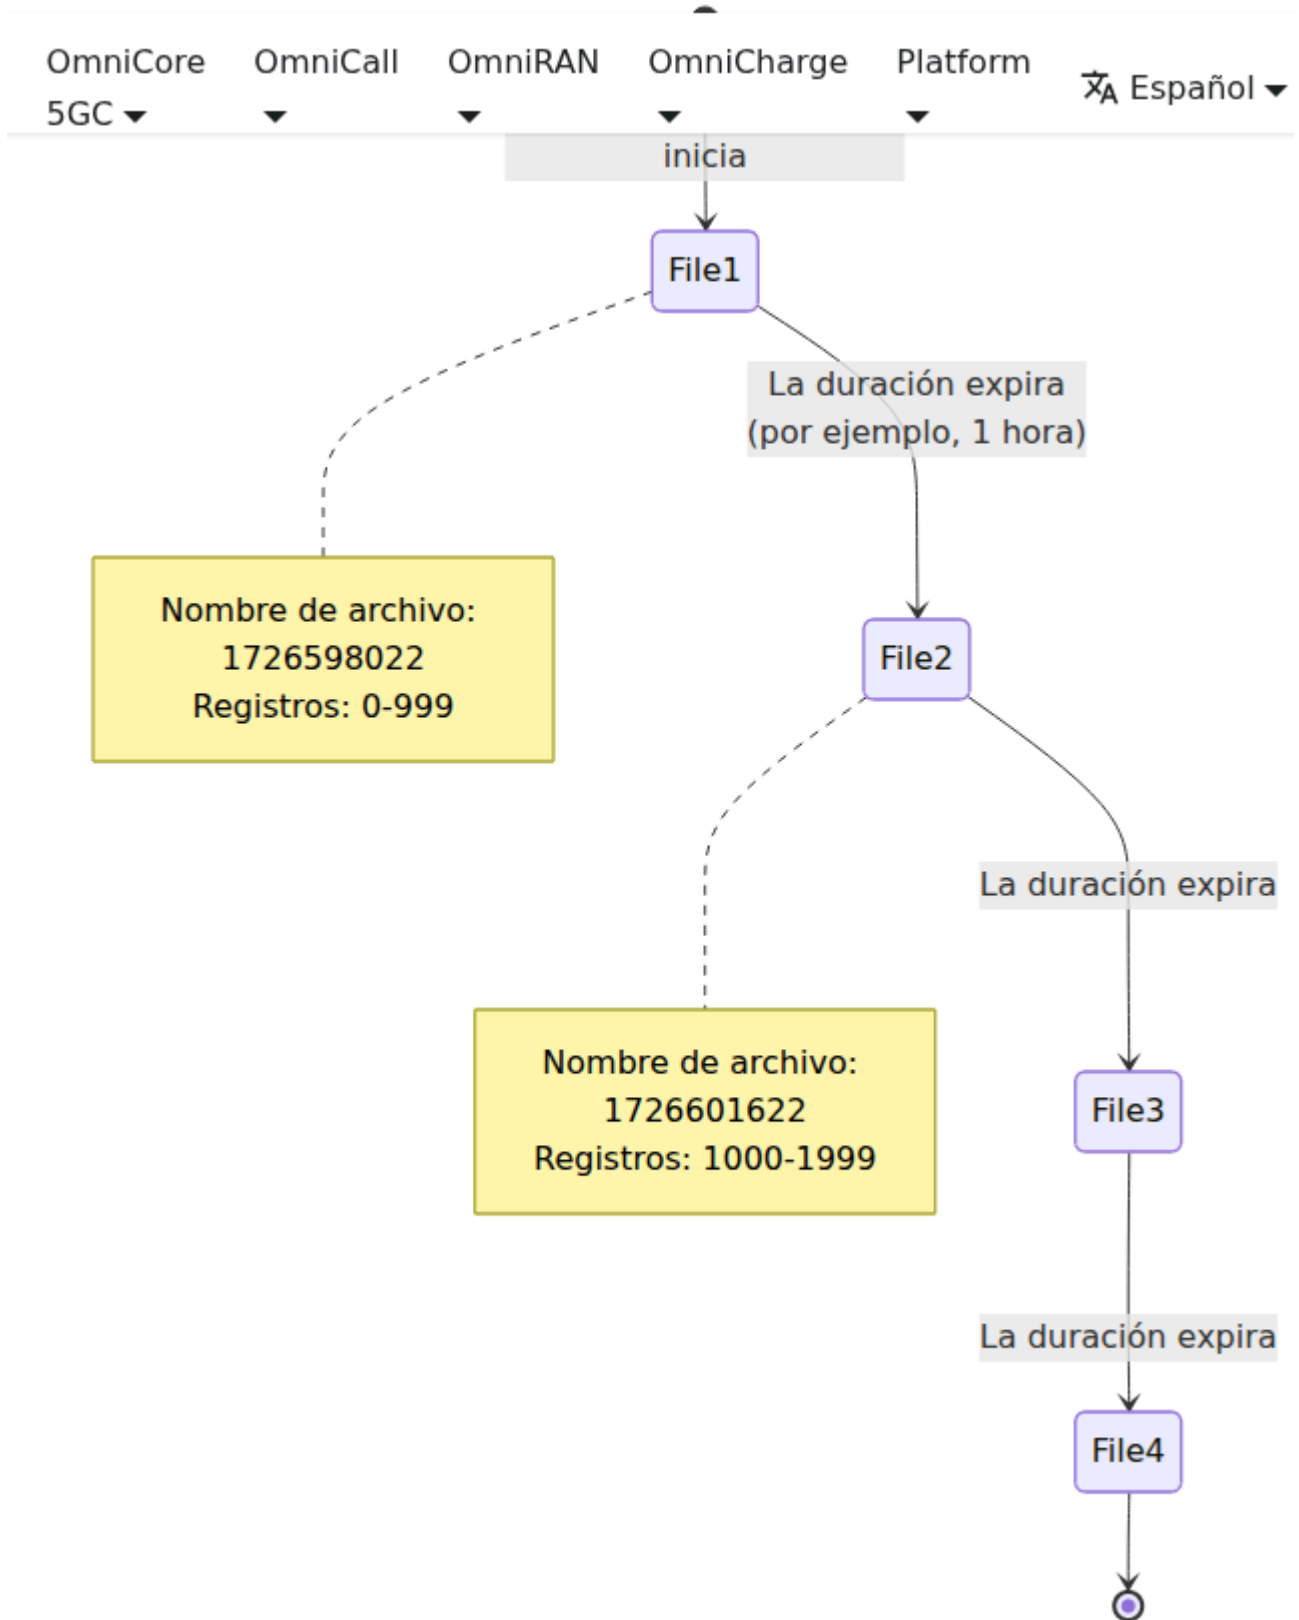 OmniCore
5GC
OmniCall
OmniRAN
OmniCharge
Platform
Español
inicia
File1
La duración expira
(por ejemplo, 1 hora)
Nombre de archivo:
1726598022
Registros: 0-999
File2
La duración expira
Nombre de archivo:
1726601622
Registros: 1000-1999
File3
La duración expira
File4